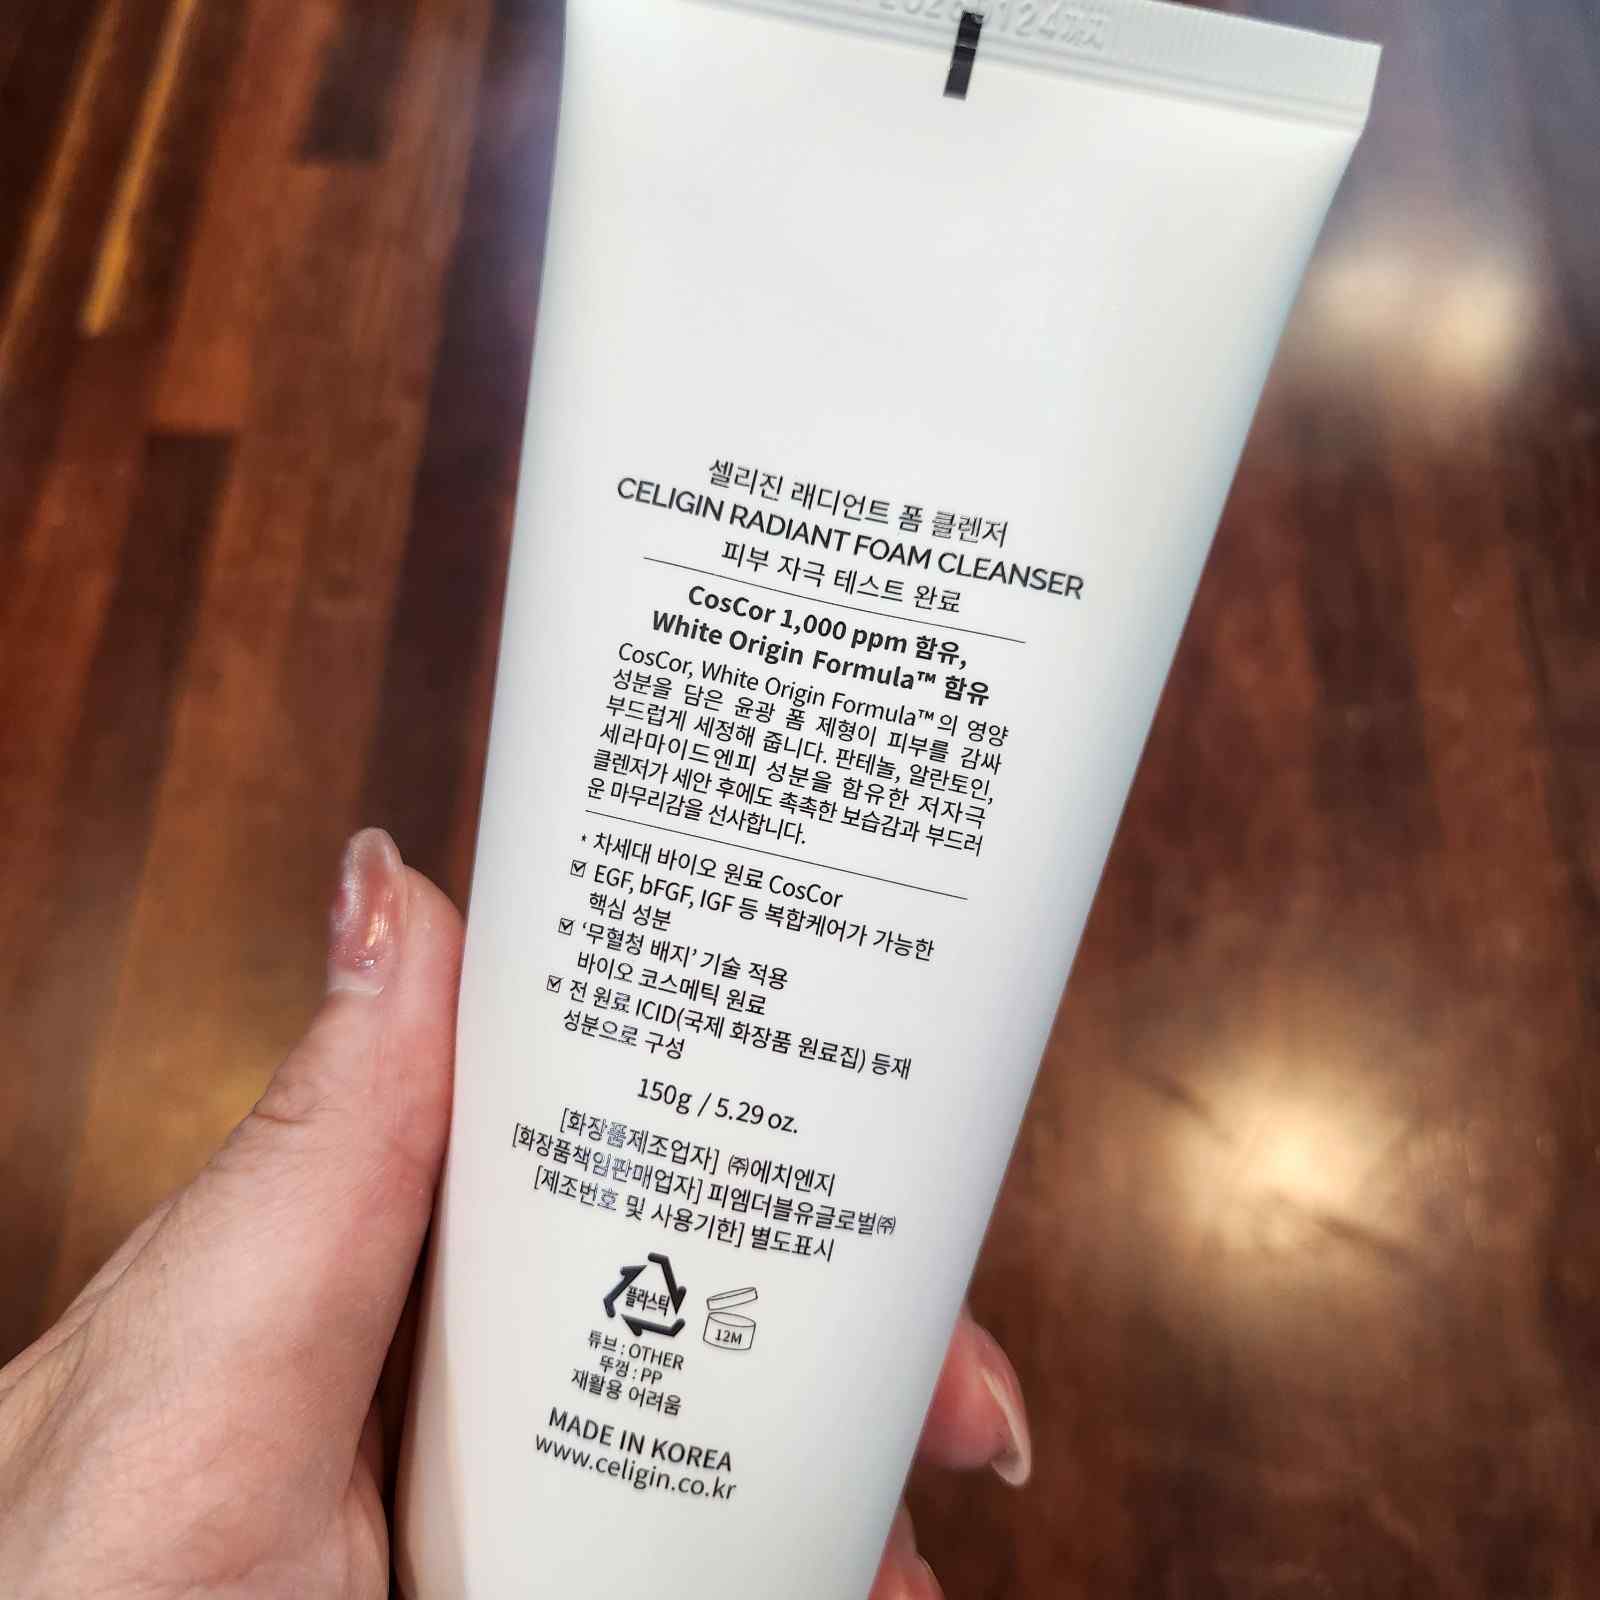 셀리진 래디언트 폼 클렌저
CELIGIN RADIANT FOAM CLEANSER
피부 자극 테스트 완료
CosCor 1,000 ppm 함유,
White Origin Formula™ 함유
CosCor, White Origin Formula™의 영양
성분을 담은 윤광 폼 제형이 피부를 감싸
부드럽게 세정해 줍니다. 판테놀, 알란토인,
세라마이드엔피 성분을 함유한 저자극
클렌저가 세안 후에도 촉촉한 보습감과 부드러
운 마무리감을 선사합니다.
* 차세대 바이오 원료 CosCor
☑ EGF, bFGF, IGF 등 복합케어가 가능한
핵심 성분
☑ ‘무혈청 배지’ 기술 적용
바이오 코스메틱 원료
☑ 전 원료 ICID(국제 화장품 원료집) 등재
성분으로 구성
150g / 5.29 oz.
[화장품제조업자] ㈜에치엔지
[화장품책임판매업자] 피엠더블유글로벌㈜
[제조번호 및 사용기한] 별도표시
플라스틱
12M
튜브 : OTHER
뚜껑 : PP
재활용 어려움
MADE IN KOREA
www.celigin.co.kr